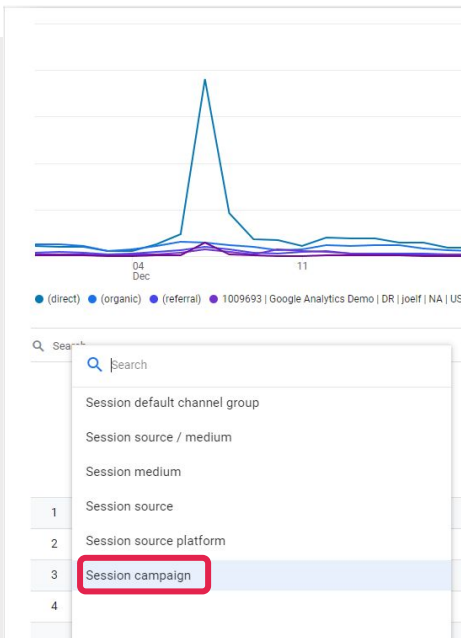 04
Dec
11
(direct) (organic) (referral) 1009693 | Google Analytics Demo | DR | joelf | NA | US
Search
Session default channel group
Session source / medium
Session medium
1 Session source
2 Session source platform
3 Session campaign
4